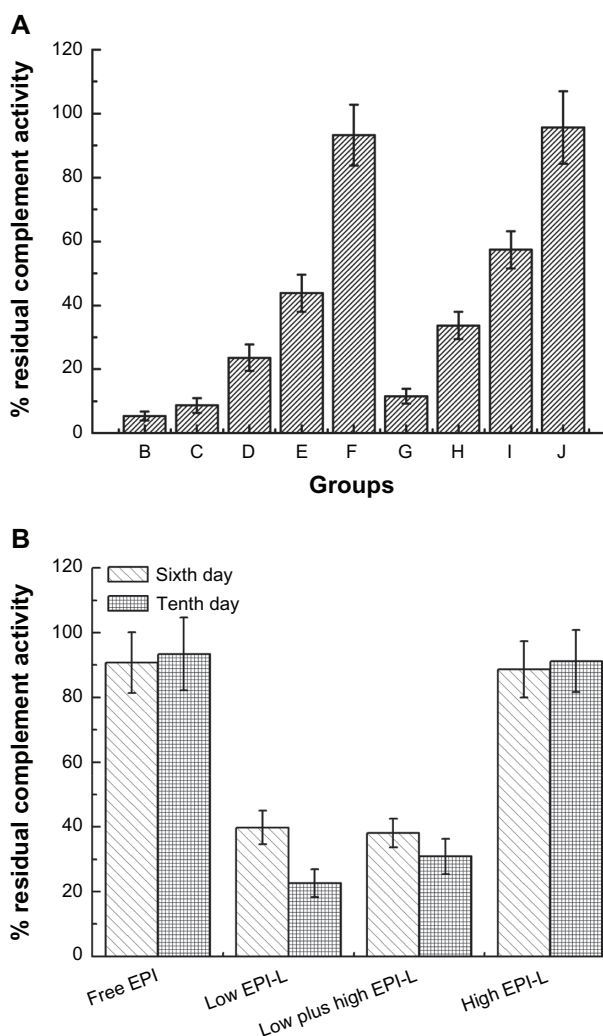 A
% residual complement activity
120
100
80
60
40
20
0
B C D E F G H I J
Groups
B
% residual complement activity
Sixth day
Tenth day
120
100
80
60
40
20
0
Free EPI
Low EPI-L
Low plus high EPI-L
High EPI-L